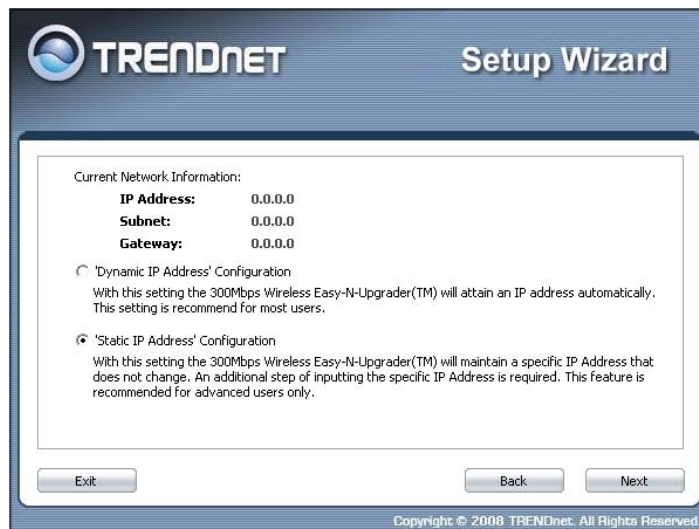 TRENDNET
Setup Wizard
Current Network Information:
IP Address: 0.0.0.0
Subnet: 0.0.0.0
Gateway: 0.0.0.0
'Dynamic IP Address' Configuration
With this setting the 300Mbps Wireless Easy-N-Upgrader(TM) will attain an IP address automatically.
This setting is recommend for most users.
'Static IP Address' Configuration
With this setting the 300Mbps Wireless Easy-N-Upgrader(TM) will maintain a specific IP Address that
does not change. An additional step of inputting the specific IP Address is required. This feature is
recommended for advanced users only.
Exit
Back
Next
Copyright © 2008 TRENDnet. All Rights Reserved